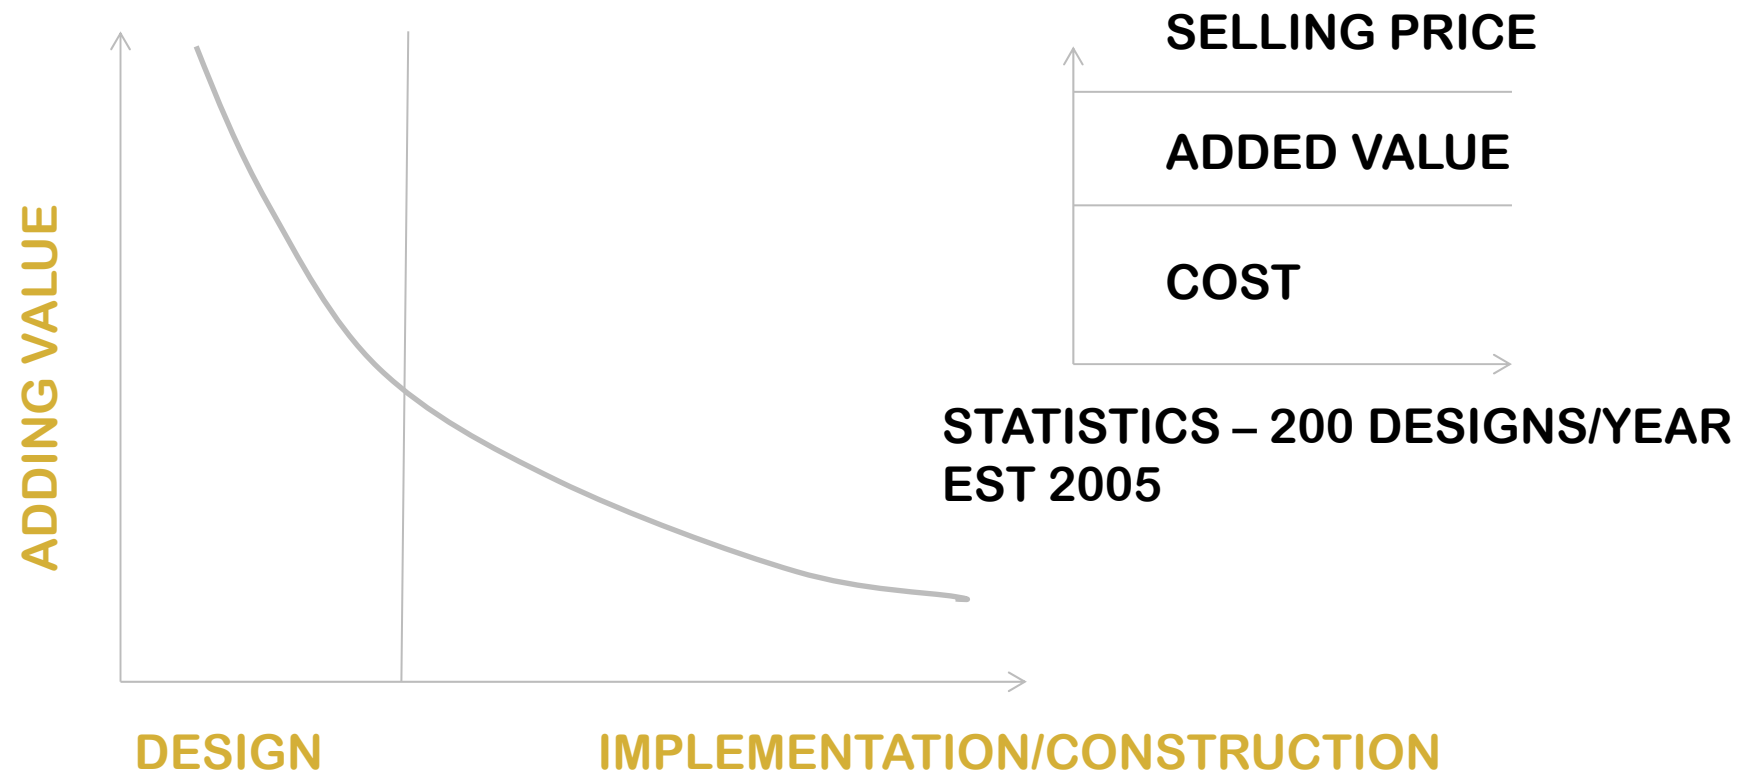 SELLING PRICE
ADDED VALUE
COST
ADDING VALUE
STATISTICS – 200 DESIGNS/YEAR
EST 2005
DESIGN
IMPLEMENTATION/CONSTRUCTION